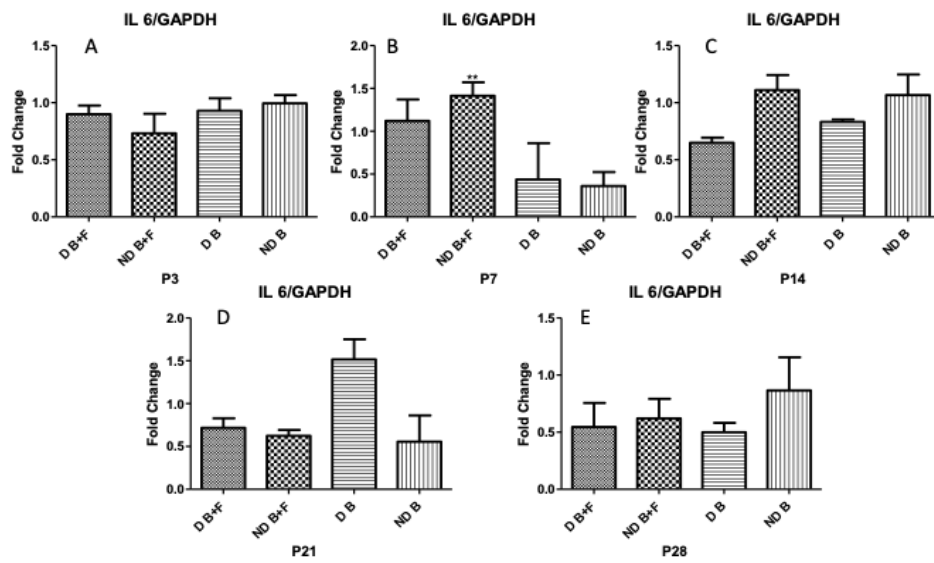 IL 6/GAPDH
A
Fold Change
1.5
1.0
0.5
0.0
D B+F
ND B+F
D B
ND B
P3
IL 6/GAPDH
B
Fold Change
2.0
1.5
1.0
0.5
0.0
**
D B+F
ND B+F
D B
ND B
P7
IL 6/GAPDH
C
Fold Change
1.5
1.0
0.5
0.0
D B+F
ND B+F
D B
ND B
P14
IL 6/GAPDH
D
Fold Change
2.0
1.5
1.0
0.5
0.0
D B+F
ND B+F
D B
ND B
P21
IL 6/GAPDH
E
Fold Change
1.5
1.0
0.5
0.0
D B+F
ND B+F
D B
ND B
P28